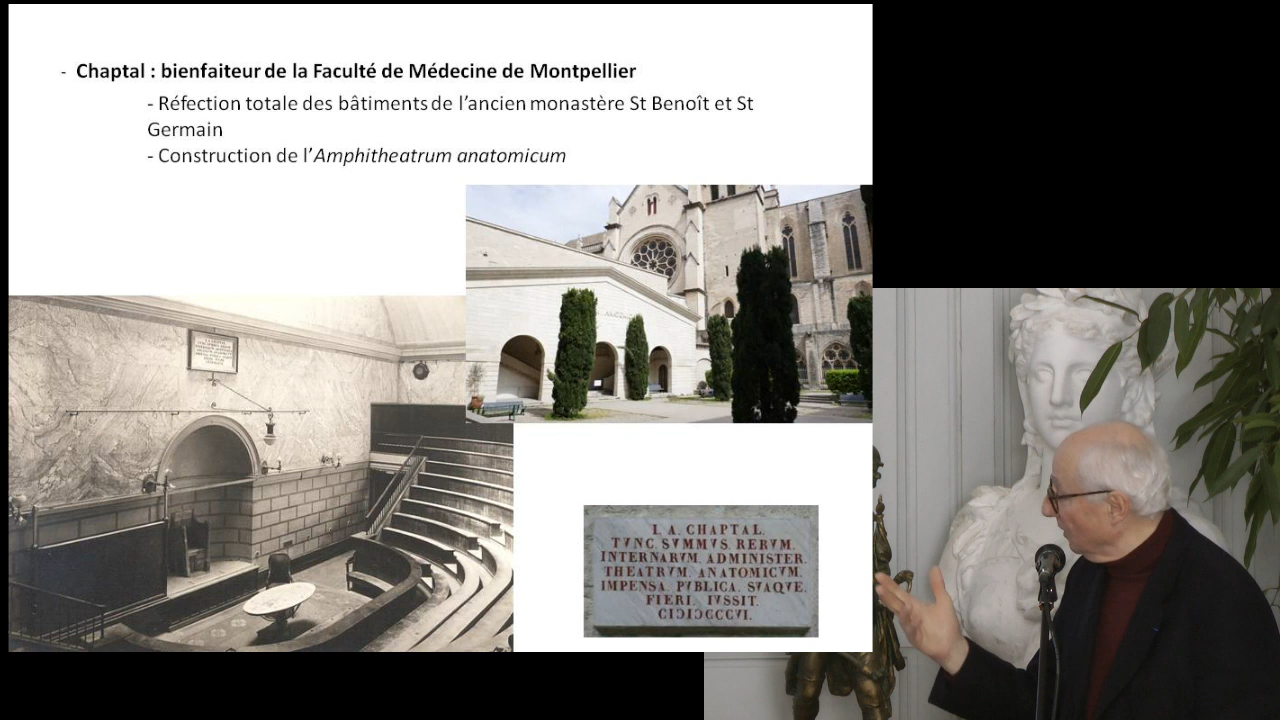 - Chaptal : bienfaiteur de la Faculté de Médecine de Montpellier
- Réfection totale des bâtiments de l'ancien monastère St Benoît et St
Germain
- Construction de l'Amphitheatrum anatomicum
I. A. CHAPTAL.
TVNC. SVMMVS. RERVM.
INTERNARVM. ADMINISTER.
THEATRVM. ANATOMICVM.
IMPENSA. PVBLICA. SVAQVE.
FIERI. IVSSIT.
CIƆIƆCCCVI.